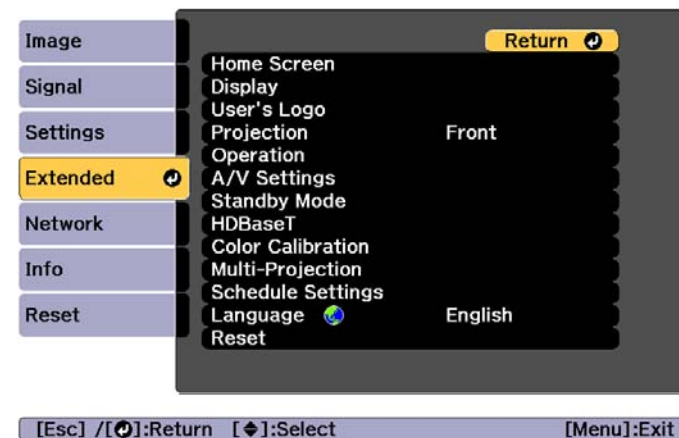 Image
Signal
Settings
Extended
Network
Info
Reset
Return
Home Screen
Display
User's Logo
Projection Front
Operation
A/V Settings
Standby Mode
HDBaseT
Color Calibration
Multi-Projection
Schedule Settings
Language English
Reset
[Esc] /[ ]:Return [ ]:Select [Menu]:Exit